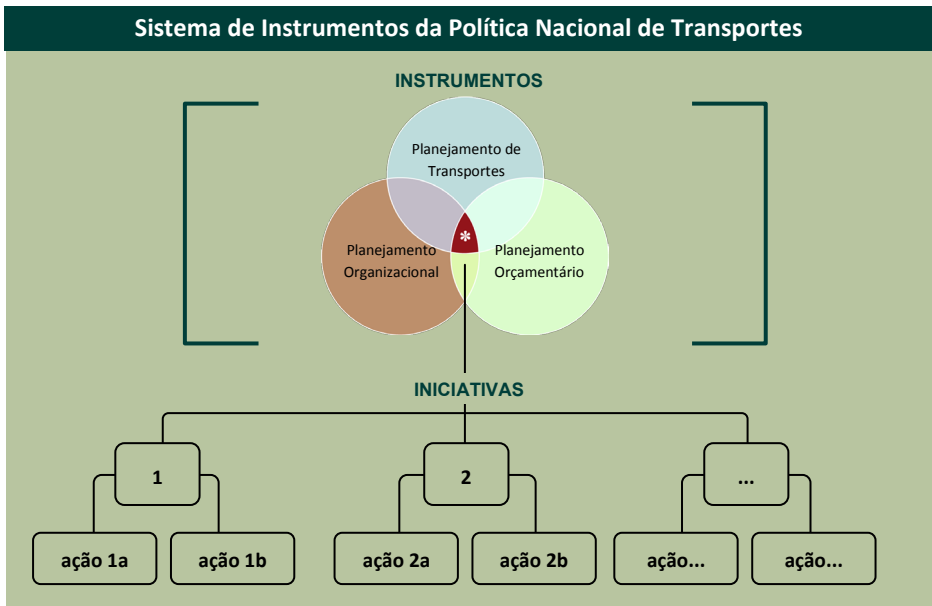 Sistema de Instrumentos da Política Nacional de Transportes
INSTRUMENTOS
Planejamento de
Transportes
*
Planejamento
Organizacional
Planejamento
Orçamentário
INICIATIVAS
1
2
...
ação 1a
ação 1b
ação 2a
ação 2b
ação...
ação...